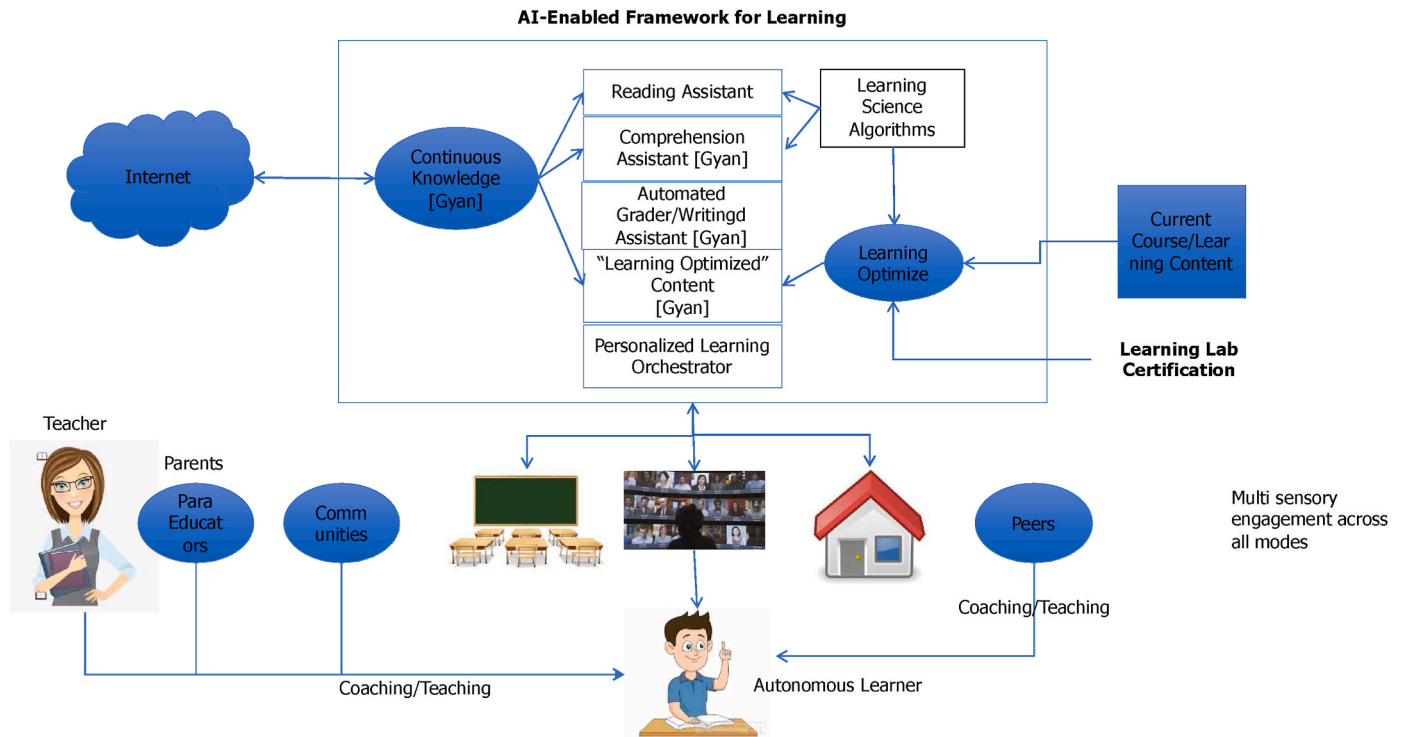 AI-Enabled Framework for Learning
Reading Assistant
Learning
Science
Algorithms
Comprehension
Assistant [Gyan]
Internet
Continuous
Knowledge
[Gyan]
Automated
Grader/Writingd
Assistant [Gyan]
"Learning Optimized"
Content
[Gyan]
Learning
Optimize
Current
Course/Lear
ning Content
Personalized Learning
Orchestrator
Learning Lab
Certification
Teacher
Parents
Para
Educat
ors
Comm
unities
Peers
Multi sensory
engagement across
all modes
Coaching/Teaching
Coaching/Teaching
Autonomous Learner